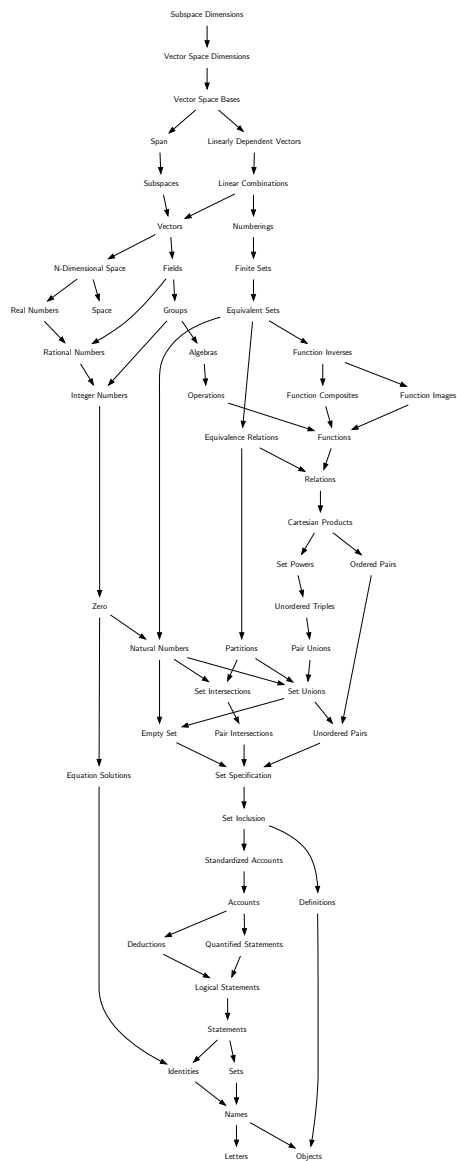 Subspace Dimensions
Vector Space Dimensions
Vector Space Bases
Span
Linearly Dependent Vectors
Subspaces
Linear Combinations
Vectors
Numberings
N-Dimensional Space
Fields
Finite Sets
Real Numbers
Space
Groups
Equivalent Sets
Rational Numbers
Algebras
Function Inverses
Integer Numbers
Operations
Function Composites
Function Images
Equivalence Relations
Functions
Relations
Cartesian Products
Set Powers
Ordered Pairs
Zero
Unordered Triples
Natural Numbers
Partitions
Pair Unions
Set Intersections
Set Unions
Empty Set
Pair Intersections
Unordered Pairs
Equation Solutions
Set Specification
Set Inclusion
Standardized Accounts
Accounts
Definitions
Deductions
Quantified Statements
Logical Statements
Statements
Identities
Sets
Names
Letters
Objects